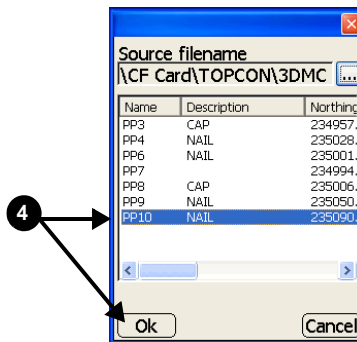 Source filename
\CF Card\TOPCON\3DMC ...
Name Description Northing
PP3 CAP 234957.
PP4 NAIL 235028.
PP6 NAIL 235001.
PP7 234994.
PP8 CAP 235006.
PP9 NAIL 235050.
PP10 NAIL 235090.
4
Ok Cancel